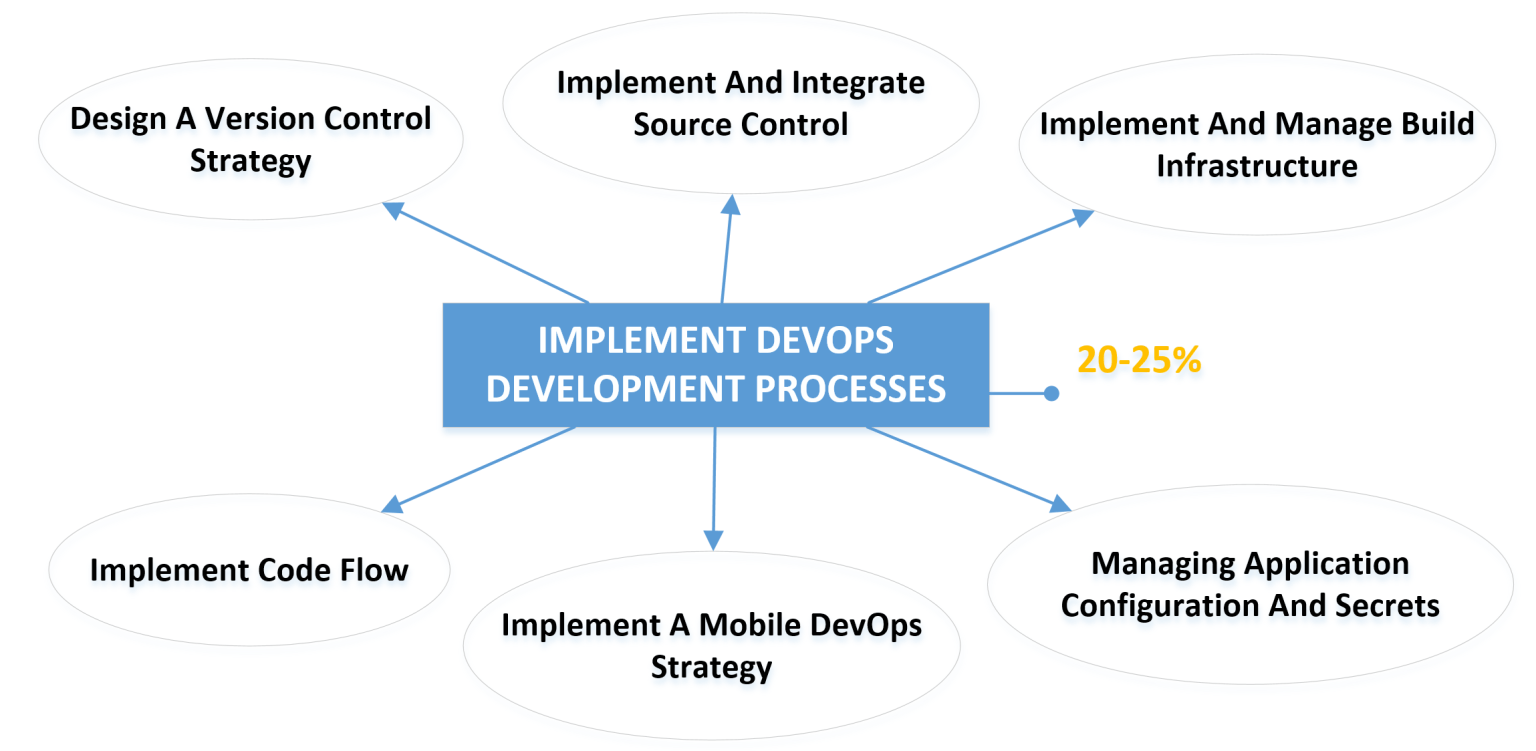 Design A Version Control
Strategy
Implement And Integrate
Source Control
Implement And Manage Build
Infrastructure
IMPLEMENT DEVOPS
DEVELOPMENT PROCESSES
20-25%
Implement Code Flow
Implement A Mobile DevOps
Strategy
Managing Application
Configuration And Secrets